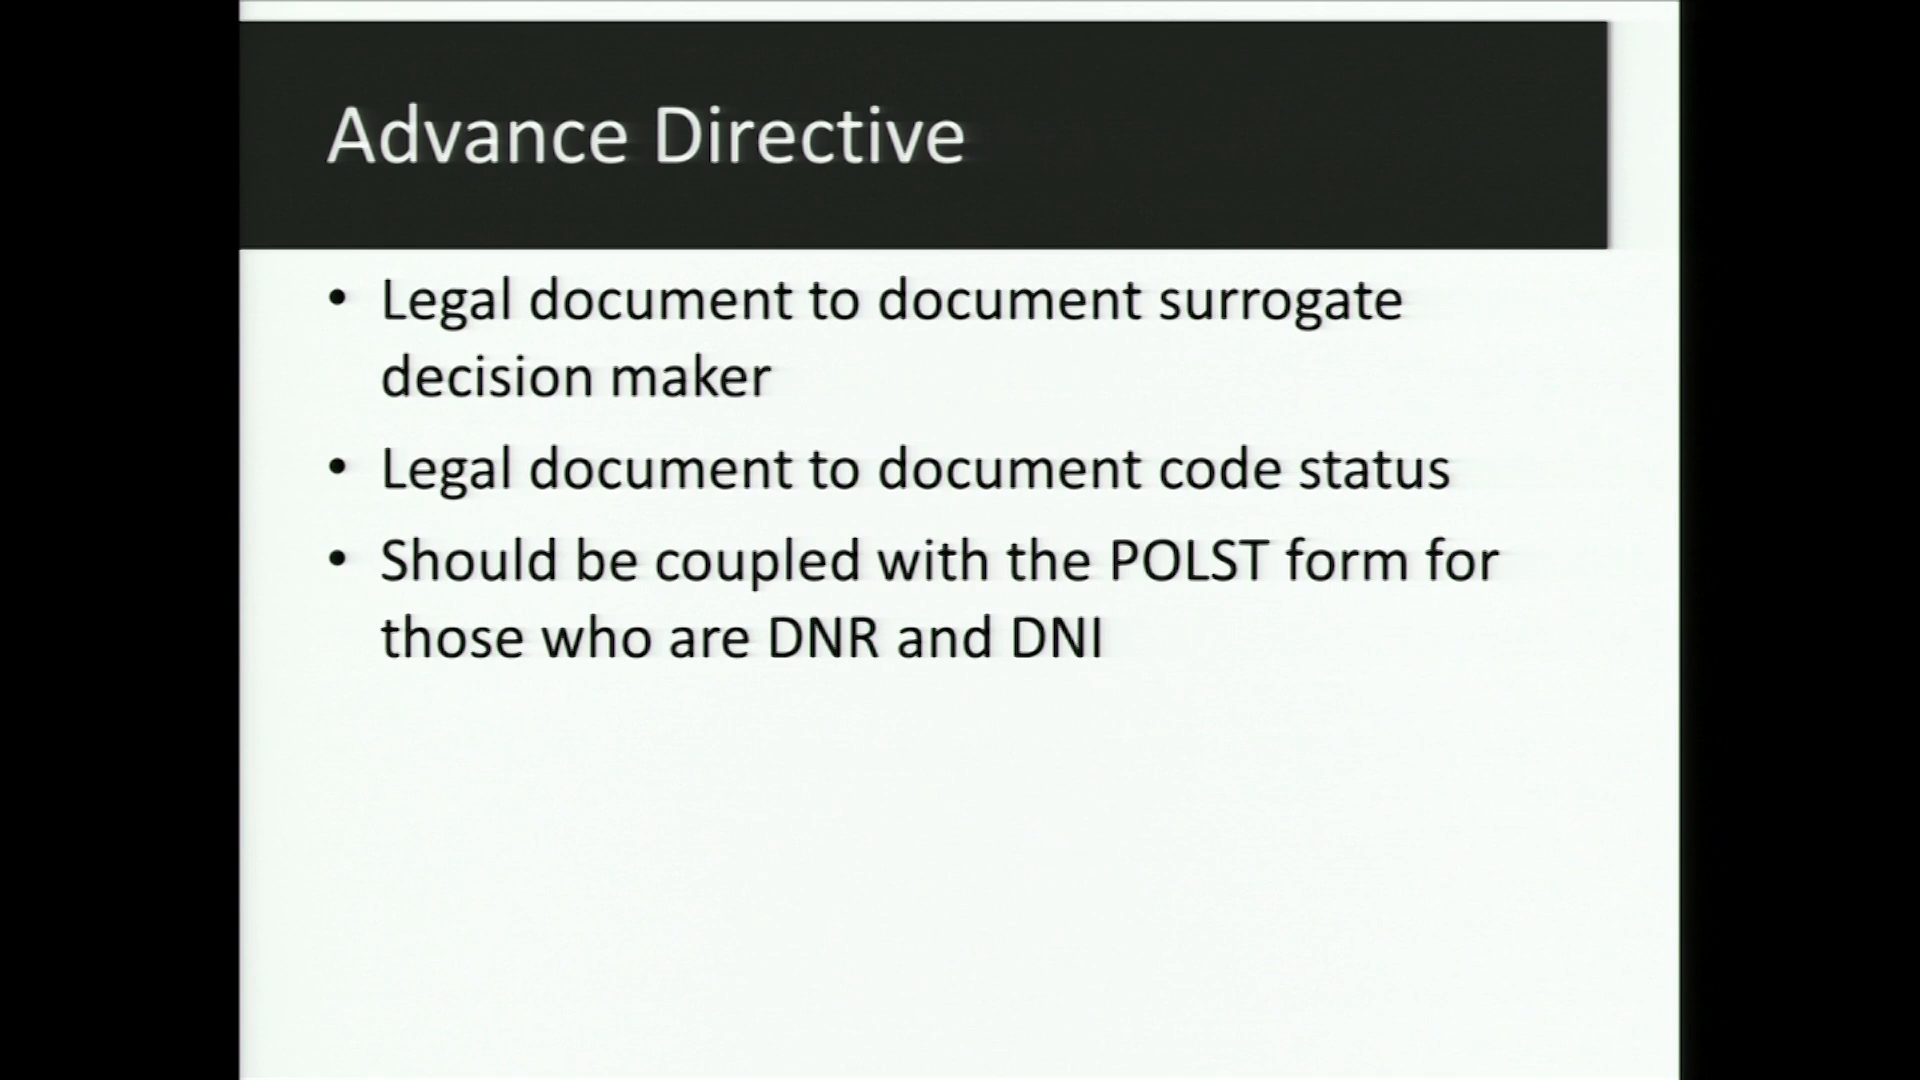 Advance Directive
• Legal document to document surrogate
decision maker
• Legal document to document code status
• Should be coupled with the POLST form for
those who are DNR and DNI